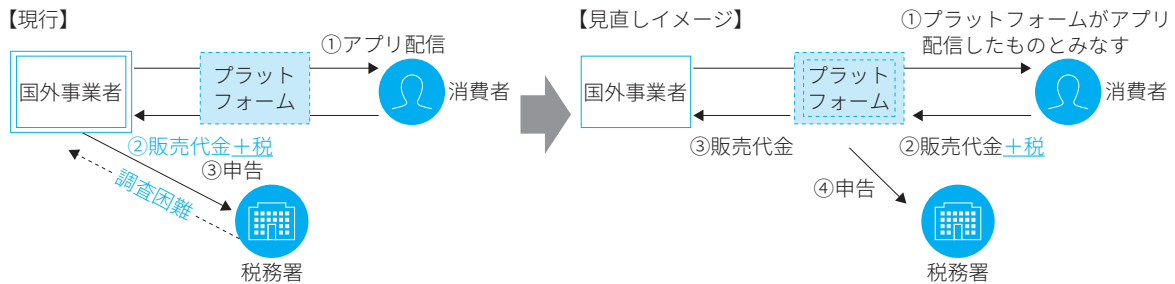 【現行】
①アプリ配信
国外事業者
プラット
フォーム
消費者
②販売代金+税
③申告
調査困難
税務署
【見直しイメージ】
①プラットフォームがアプリ
配信したものとみなす
国外事業者
プラット
フォーム
消費者
③販売代金
②販売代金+税
④申告
税務署